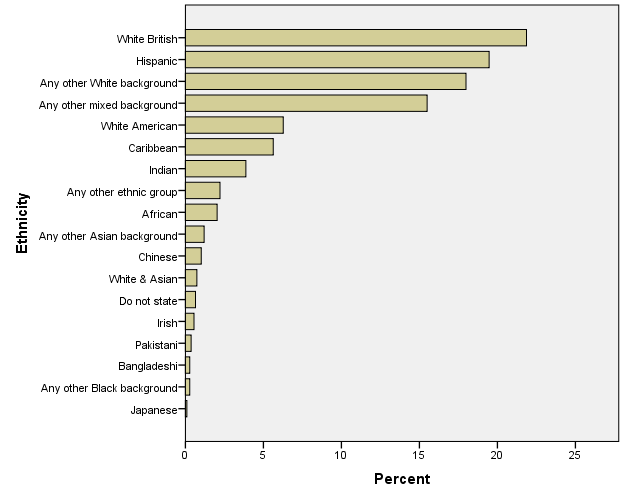 White British
Hispanic
Any other White background
Any other mixed background
White American
Caribbean
Indian
Any other ethnic group
African
Any other Asian background
Chinese
White & Asian
Do not state
Irish
Pakistani
Bangladeshi
Any other Black background
Japanese
Ethnicity
0 5 10 15 20 25
Percent